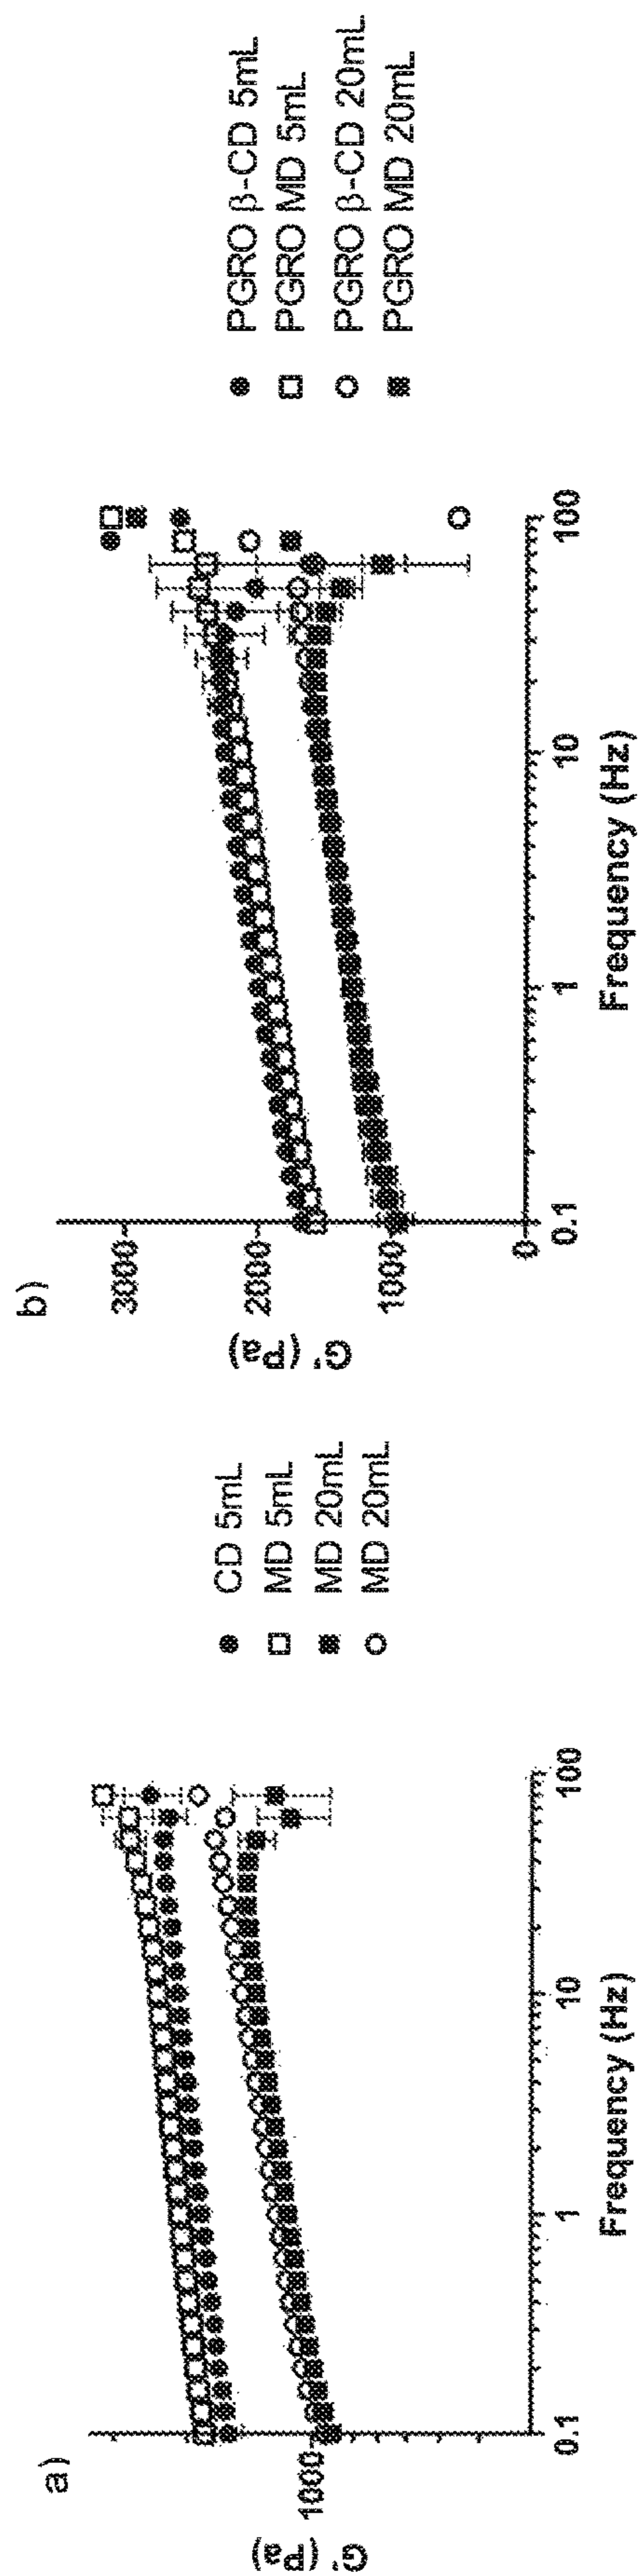 a)
G' (Pa)
1000
0.1
1
10
100
Frequency (Hz)
CD 5mL
MD 5mL
MD 20mL
MD 20mL
b)
G' (Pa)
3000
2000
1000
0
0.1
1
10
100
Frequency (Hz)
PGRO β-CD 5mL
PGRO MD 5mL
PGRO β-CD 20mL
PGRO MD 20mL